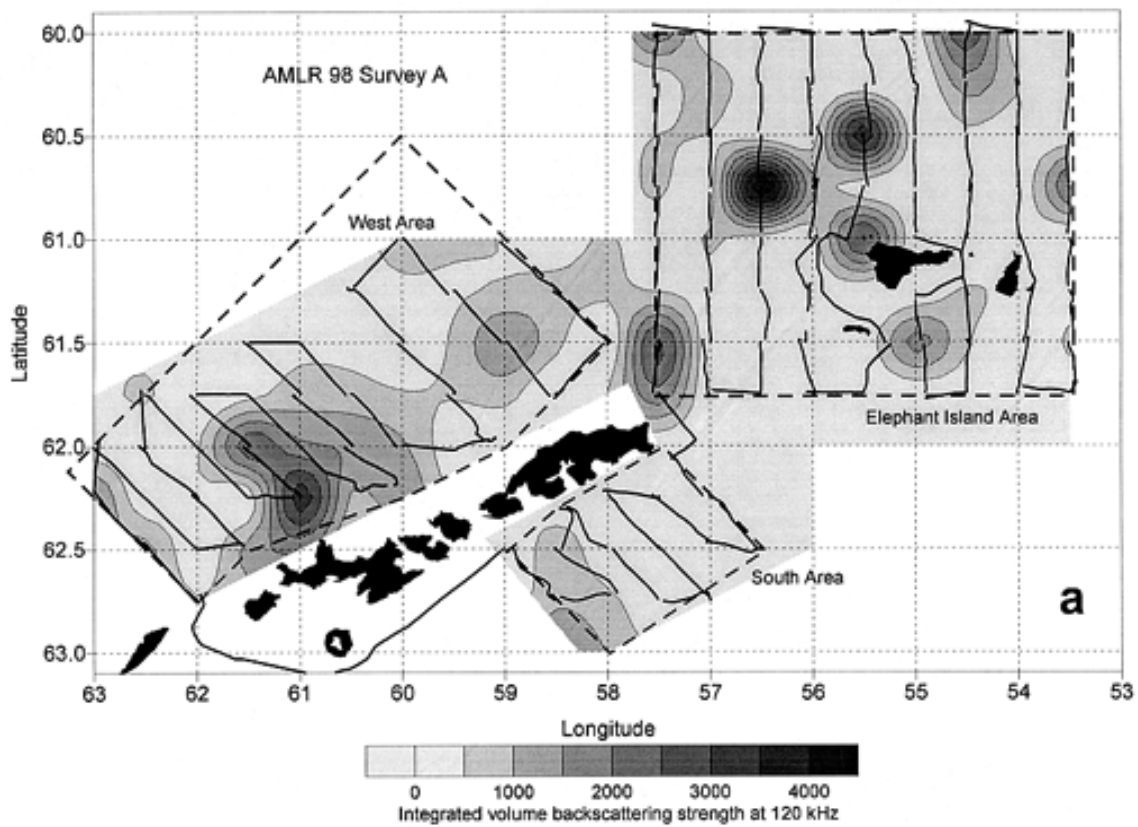 60.0
AMLR 98 Survey A
60.5
West Area
61.0
Latitude
61.5
Elephant Island Area
62.0
62.5
South Area
a
63.0
63 62 61 60 59 58 57 56 55 54 53
Longitude
0 1000 2000 3000 4000
Integrated volume backscattering strength at 120 kHz